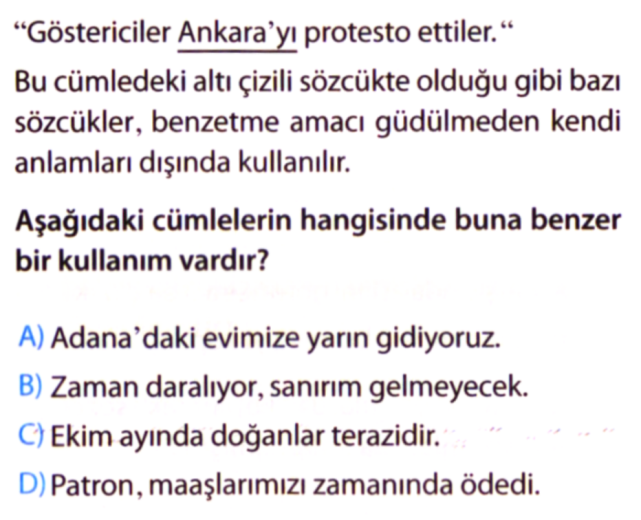 “Göstericiler Ankara’yı protesto ettiler.“
Bu cümledeki altı çizili sözcükte olduğu gibi bazı
sözcükler, benzetme amacı güdülmeden kendi
anlamları dışında kullanılır.
Aşağıdaki cümlelerin hangisinde buna benzer
bir kullanım vardır?
A) Adana’daki evimize yarın gidiyoruz.
B) Zaman daralıyor, sanırım gelmeyecek.
C) Ekim ayında doğanlar terazidir.
D) Patron, maaşlarımızı zamanında ödedi.